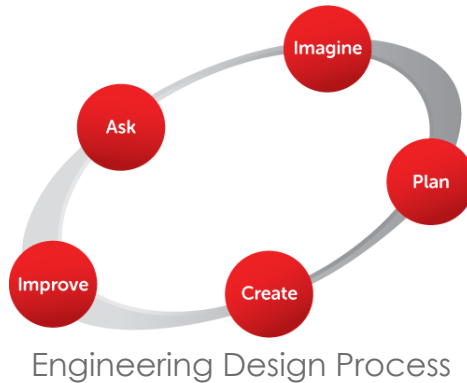 Imagine
Ask
Plan
Improve
Create
Engineering Design Process